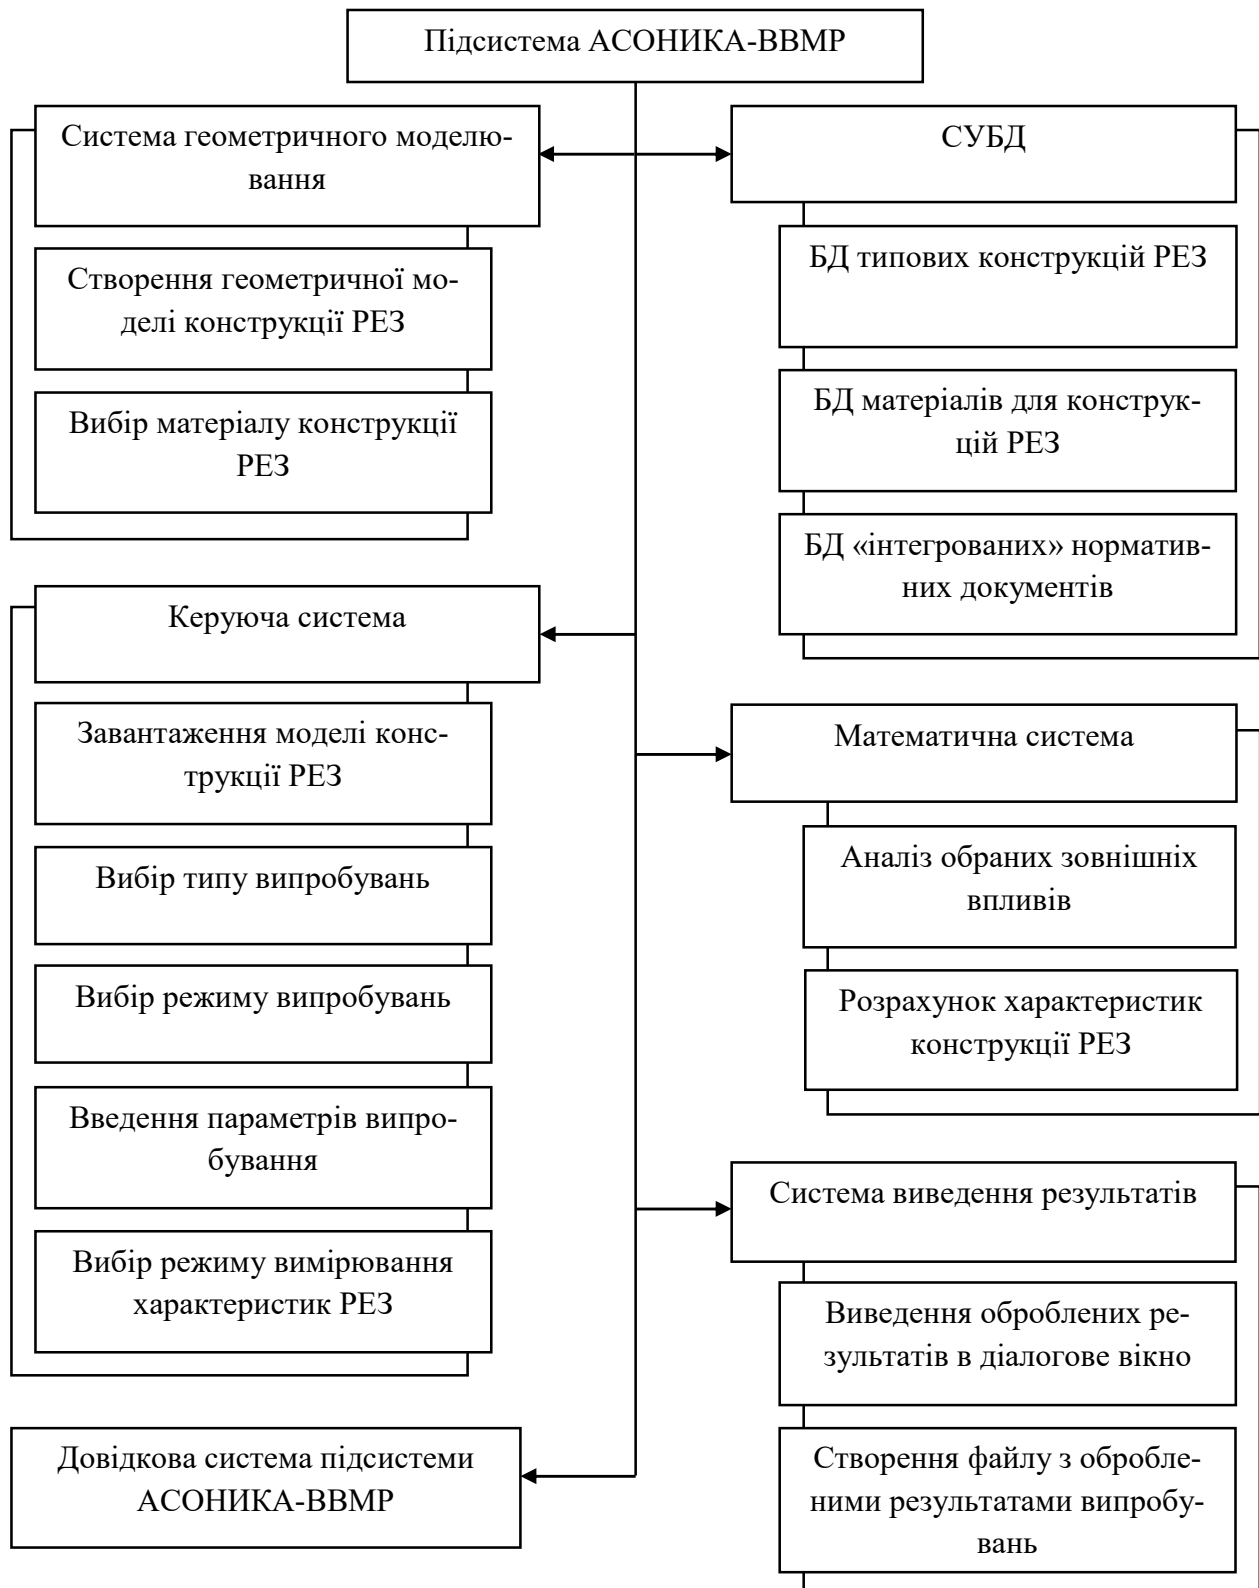 Підсистема АСОНИКА-ВВМР
Система геометричного моделю-
вання
Створення геометричної мо-
делі конструкції РЕЗ
Вибір матеріалу конструкції
РЕЗ
СУБД
БД типових конструкцій РЕЗ
БД матеріалів для конструк-
цій РЕЗ
БД «інтегрованих» норматив-
них документів
Керуюча система
Завантаження моделі конс-
трукції РЕЗ
Вибір типу випробувань
Вибір режиму випробувань
Введення параметрів випро-
бування
Вибір режиму вимірювання
характеристик РЕЗ
Математична система
Аналіз обраних зовнішніх
впливів
Розрахунок характеристик
конструкції РЕЗ
Система виведення результатів
Виведення оброблених ре-
зультатів в діалогове вікно
Створення файлу з обробле-
ними результатами випробу-
вань
Довідкова система підсистеми
АСОНИКА-ВВМР